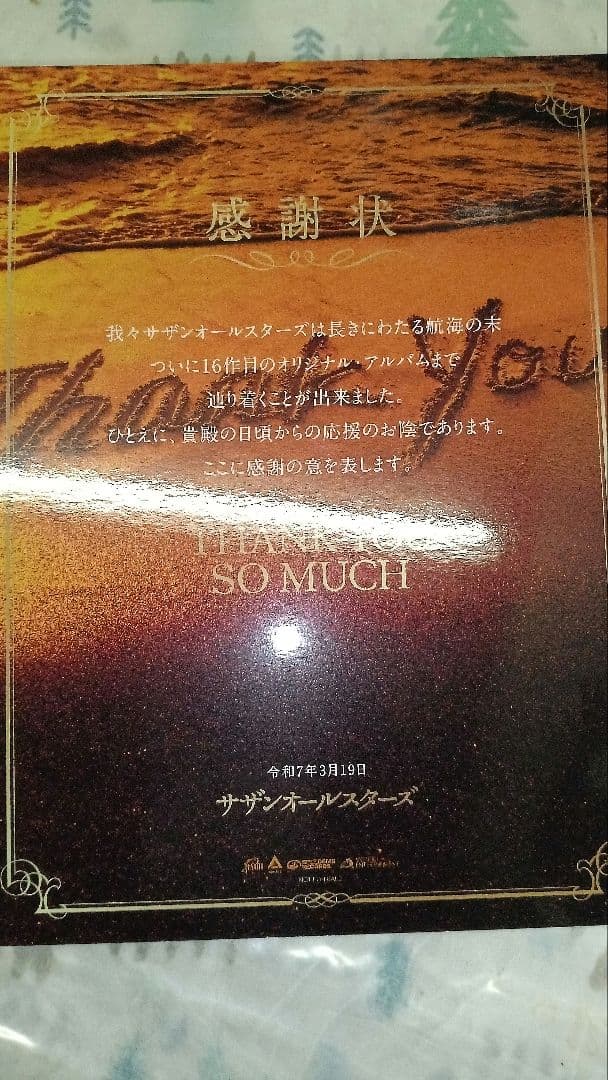 感謝状
我々サザンオールスターズは長きにわたる航海の末
ついに16作目のオリジナル・アルバムまで
辿り着くことが出来ました。
ひとえに、貴殿の日頃からの応援のお陰であります。
ここに感謝の意を表します。
Thank You
THANK YOU
SO MUCH
令和7年3月19日
サザンオールスターズ